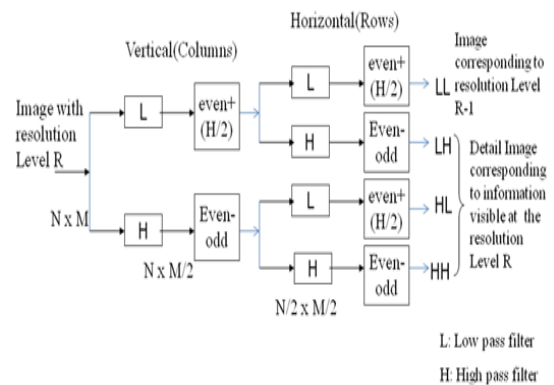 Horizontal(Rows)
Vertical(Columns)
Image with
resolution
Level R
N x M
L
even+
(H/2)
H
Even-
odd
N x M/2
L
even+
(H/2)
LL
H
Even-
odd
LH
L
even+
(H/2)
HL
H
Even-
odd
HH
N/2 x M/2
Image
corresponding to
resolution Level
R-1
Detail Image
corresponding
to information
visible at the
resolution
Level R
L: Low pass filter
H: High pass filter